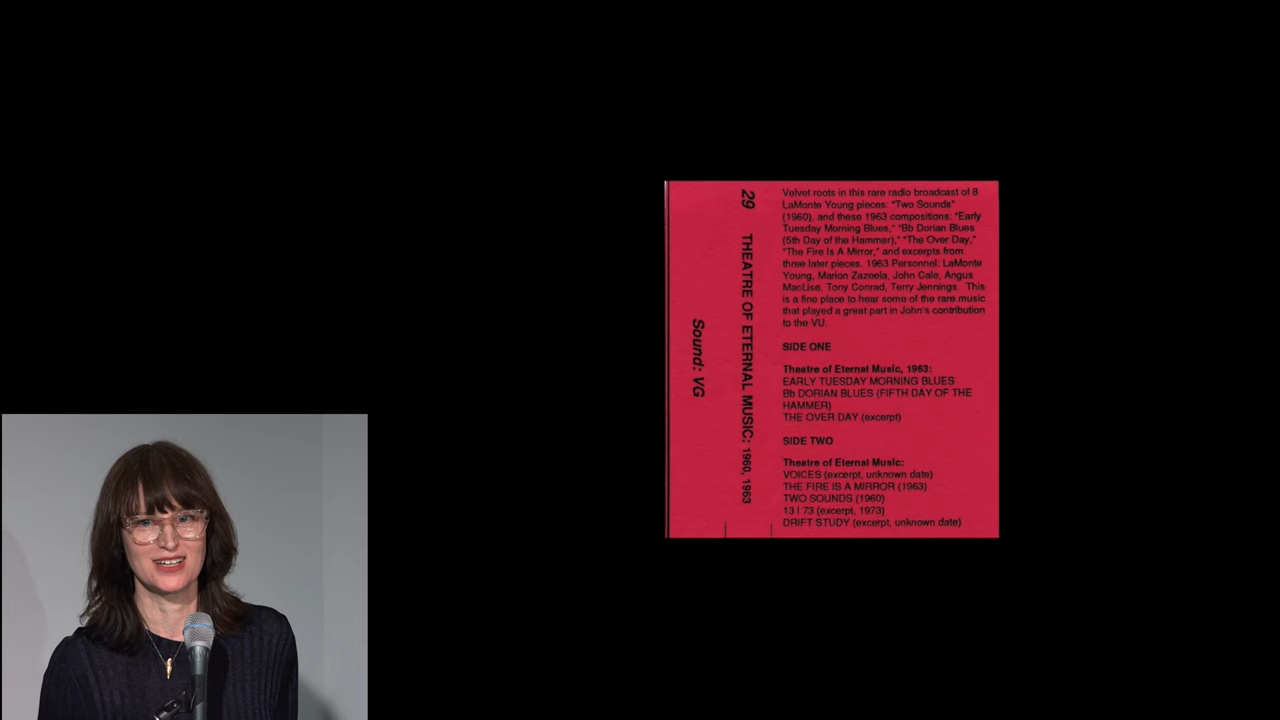 Sound: VG
29 THEATRE OF ETERNAL MUSIC: 1960, 1963
Velvet roots in this rare radio broadcast of 8
LaMonte Young pieces: "Two Sounds"
(1960), and these 1963 compositions: "Early
Tuesday Morning Blues," "Bb Dorian Blues
(5th Day of the Hammer)," "The Over Day,"
"The Fire Is A Mirror," and excerpts from
three later pieces. 1963 Personnel: LaMonte
Young, Marion Zazeela, John Cale, Angus
MacLise, Tony Conrad, Terry Jennings. This
is a fine place to hear some of the rare music
that played a great part in John's contribution
to the VU.
SIDE ONE
Theatre of Eternal Music, 1963:
EARLY TUESDAY MORNING BLUES
Bb DORIAN BLUES (FIFTH DAY OF THE
HAMMER)
THE OVER DAY (excerpt)
SIDE TWO
Theatre of Eternal Music:
VOICES (excerpt, unknown date)
THE FIRE IS A MIRROR (1963)
TWO SOUNDS (1960)
13 I 73 (excerpt, 1973)
DRIFT STUDY (excerpt, unknown date)